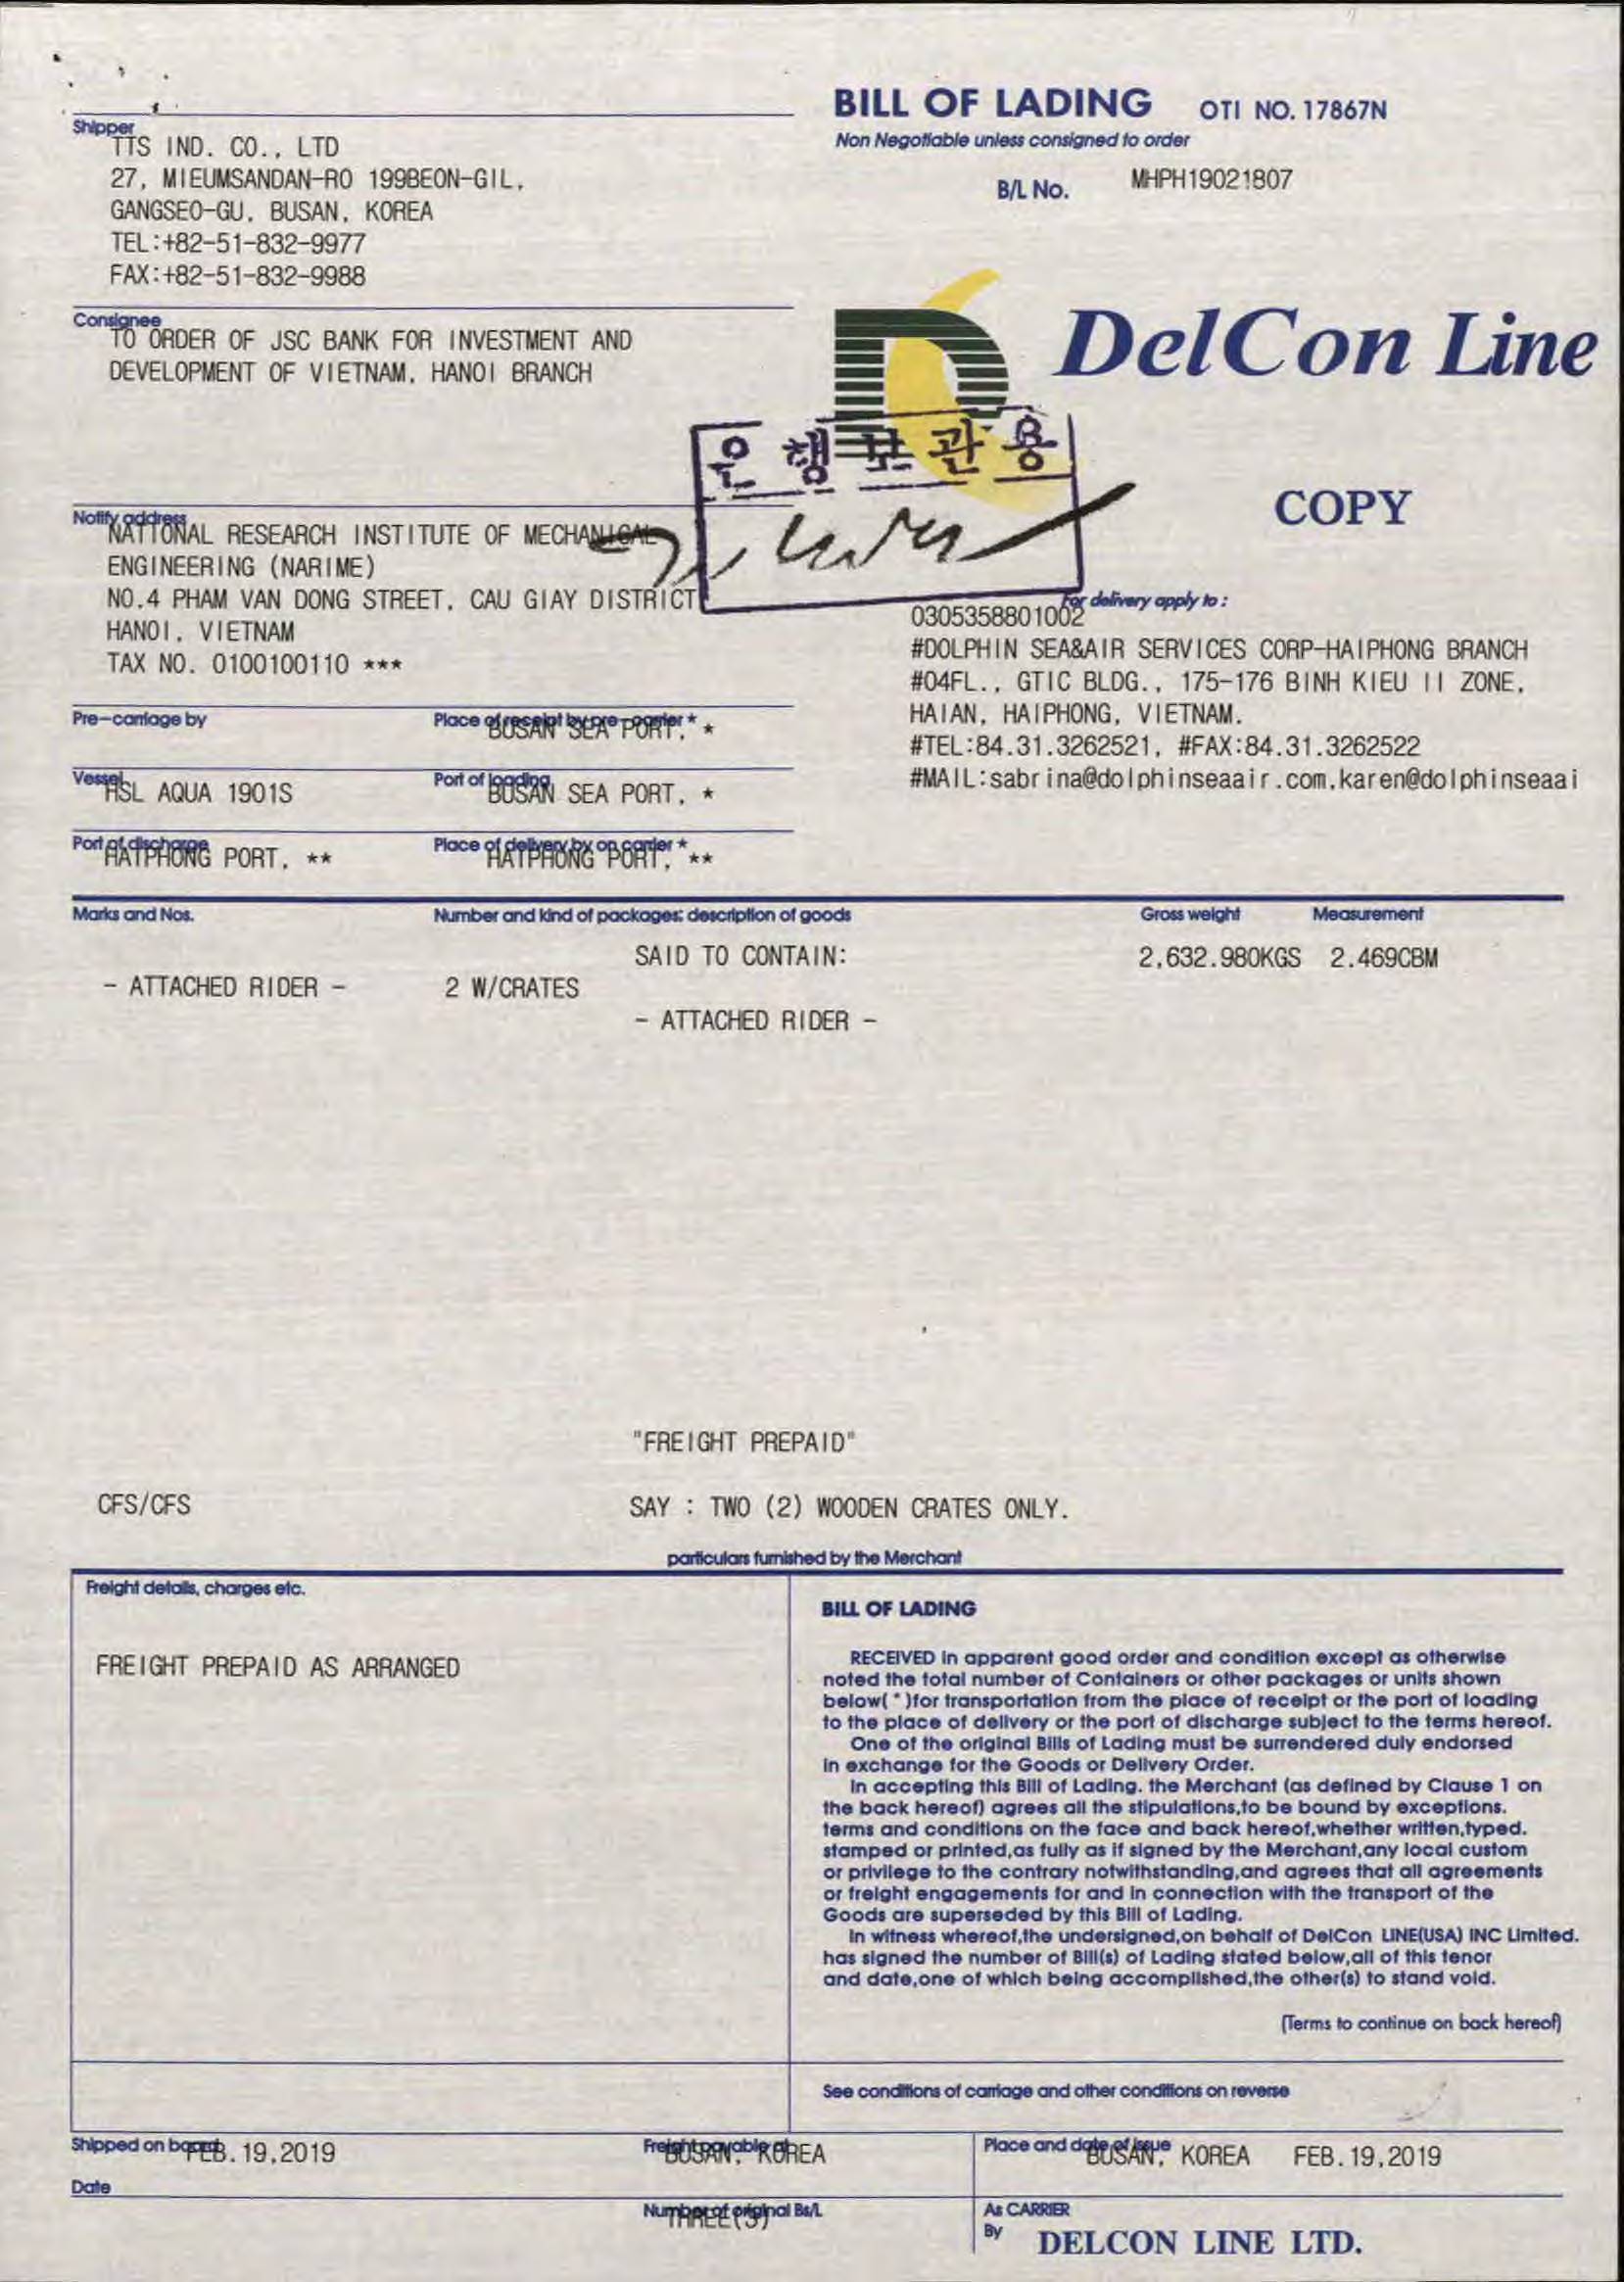 BILL OF LADING OTI NO. 17867N
Non Negotiable unless consigned to order
B/L No. MHPH19021807
Shipper
TTS IND. CO., LTD
27, MIEUMSANDAN-RO 199BEON-GIL,
GANGSEO-GU, BUSAN, KOREA
TEL:+82-51-832-9977
FAX:+82-51-832-9988
Consignee
TO ORDER OF JSC BANK FOR INVESTMENT AND
DEVELOPMENT OF VIETNAM, HANOI BRANCH
DelCon Line
은행보관용
COPY
Notify address
NATIONAL RESEARCH INSTITUTE OF MECHANICAL
ENGINEERING (NARIME)
NO.4 PHAM VAN DONG STREET, CAU GIAY DISTRICT
HANOI, VIETNAM
TAX NO. 0100100110 ***
For delivery apply to :
0305358801002
#DOLPHIN SEA&AIR SERVICES CORP-HAIPHONG BRANCH
#04FL., GTIC BLDG., 175-176 BINH KIEU II ZONE,
HAIAN, HAIPHONG, VIETNAM.
#TEL:84.31.3262521, #FAX:84.31.3262522
#MAIL:sabrina@dolphinseaair.com,karen@dolphinseaai
Pre-carriage by
Place of receipt by pre-carrier *
BUSAN SEA PORT, *
Vessel
HSL AQUA 1901S
Port of loading
BUSAN SEA PORT, *
Port of discharge
HAIPHONG PORT, **
Place of delivery by on carrier *
HAIPHONG PORT, **
Marks and Nos. Number and kind of packages; description of goods Gross weight Measurement
SAID TO CONTAIN: 2,632.980KGS 2.469CBM
- ATTACHED RIDER - 2 W/CRATES
- ATTACHED RIDER -
"FREIGHT PREPAID"
CFS/CFS SAY : TWO (2) WOODEN CRATES ONLY.
particulars furnished by the Merchant
Freight details, charges etc.
FREIGHT PREPAID AS ARRANGED
BILL OF LADING
RECEIVED in apparent good order and condition except as otherwise
noted the total number of Containers or other packages or units shown
below( * )for transportation from the place of receipt or the port of loading
to the place of delivery or the port of discharge subject to the terms hereof.
One of the original Bills of Lading must be surrendered duly endorsed
in exchange for the Goods or Delivery Order.
In accepting this Bill of Lading. the Merchant (as defined by Clause 1 on
the back hereof) agrees all the stipulations,to be bound by exceptions.
terms and conditions on the face and back hereof,whether written,typed.
stamped or printed,as fully as if signed by the Merchant,any local custom
or privilege to the contrary notwithstanding,and agrees that all agreements
or freight engagements for and in connection with the transport of the
Goods are superseded by this Bill of Lading.
In witness whereof,the undersigned,on behalf of DelCon LINE(USA) INC Limited.
has signed the number of Bill(s) of Lading stated below,all of this tenor
and date,one of which being accomplished,the other(s) to stand void.
(Terms to continue on back hereof)
See conditions of carriage and other conditions on reverse
Shipped on board FEB.19,2019
Date
Freight payable at
BUSAN, KOREA
Place and date of issue
BUSAN, KOREA FEB.19,2019
Number of original Bs/L
THREE(3)
As CARRIER
By DELCON LINE LTD.